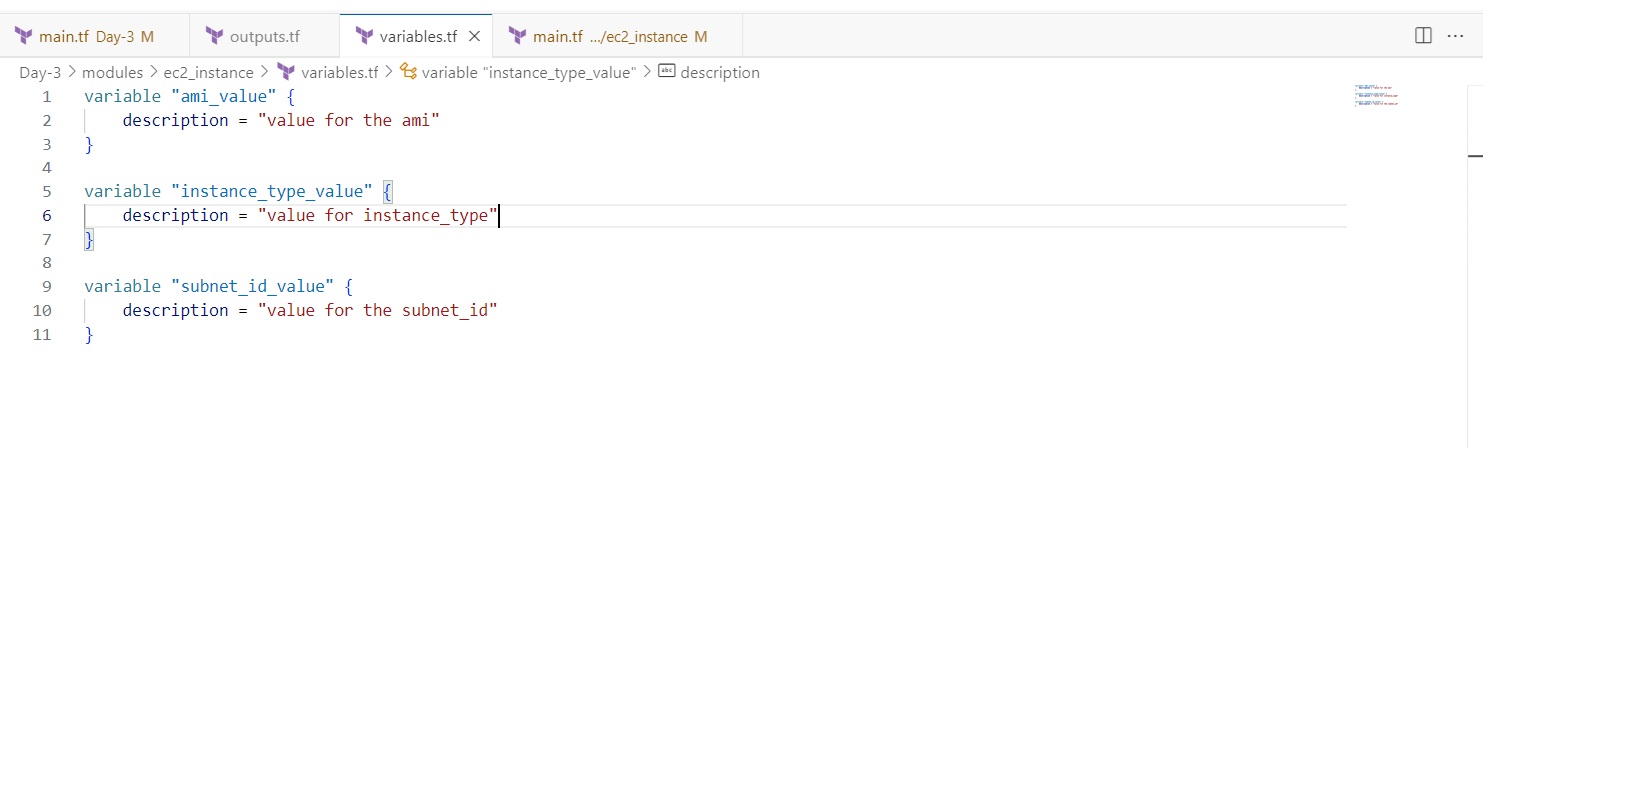 main.tf Day-3 M outputs.tf variables.tf main.tf .../ec2_instance M
Day-3 > modules > ec2_instance > variables.tf > variable "instance_type_value" > abc description
1 variable "ami_value" {
2 description = "value for the ami"
3 }
4
5 variable "instance_type_value" {
6 description = "value for instance_type"
7 }
8
9 variable "subnet_id_value" {
10 description = "value for the subnet_id"
11 }